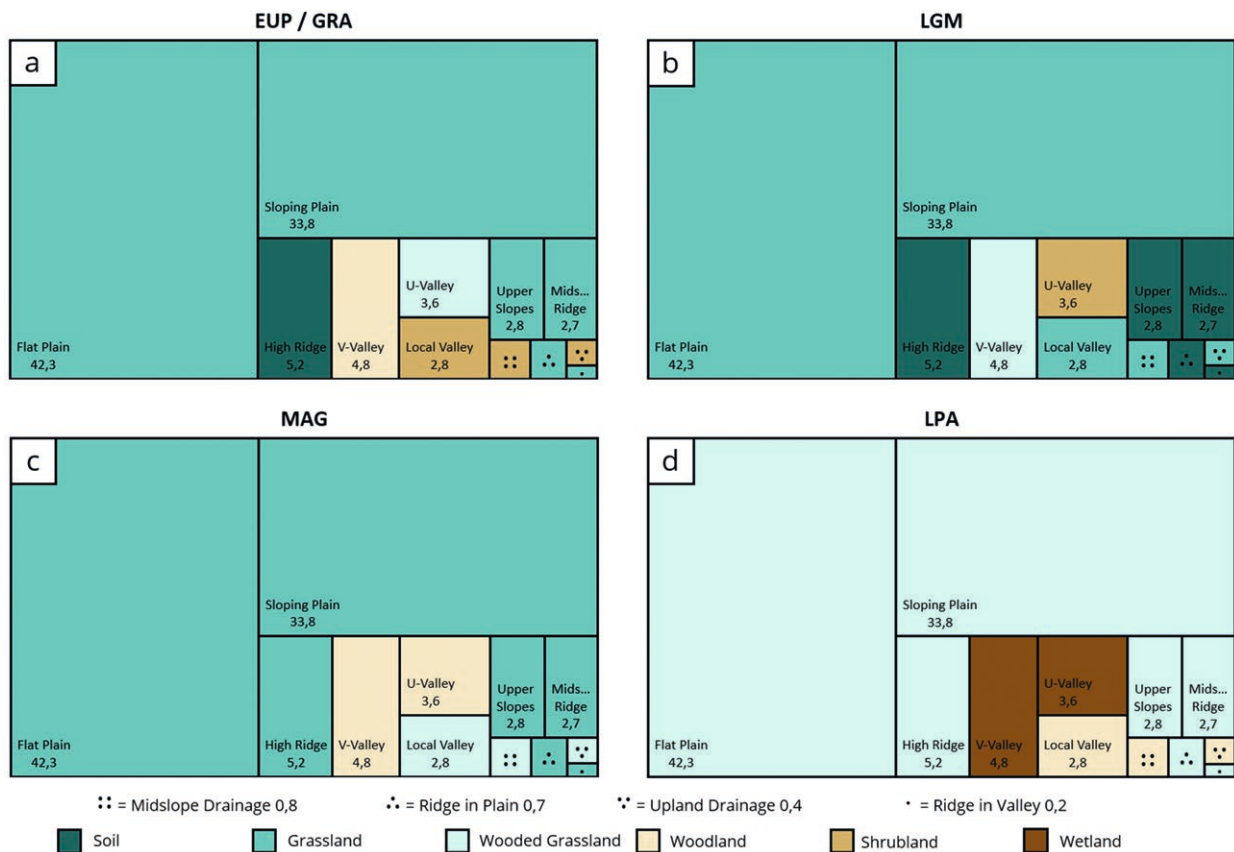 EUP / GRA
a
Sloping Plain
33,8
U-Valley
3,6
Upper
Slopes
2,8
Mids...
Ridge
2,7
Flat Plain
42,3
High Ridge
5,2
V-Valley
4,8
Local Valley
2,8
LGM
b
Sloping Plain
33,8
U-Valley
3,6
Upper
Slopes
2,8
Mids...
Ridge
2,7
Flat Plain
42,3
High Ridge
5,2
V-Valley
4,8
Local Valley
2,8
MAG
c
Sloping Plain
33,8
U-Valley
3,6
Upper
Slopes
2,8
Mids...
Ridge
2,7
Flat Plain
42,3
High Ridge
5,2
V-Valley
4,8
Local Valley
2,8
LPA
d
Sloping Plain
33,8
U-Valley
3,6
Upper
Slopes
2,8
Mids...
Ridge
2,7
Flat Plain
42,3
High Ridge
5,2
V-Valley
4,8
Local Valley
2,8
= Midslope Drainage 0,8
= Ridge in Plain 0,7
= Upland Drainage 0,4
= Ridge in Valley 0,2
Soil
Grassland
Wooded Grassland
Woodland
Shrubland
Wetland